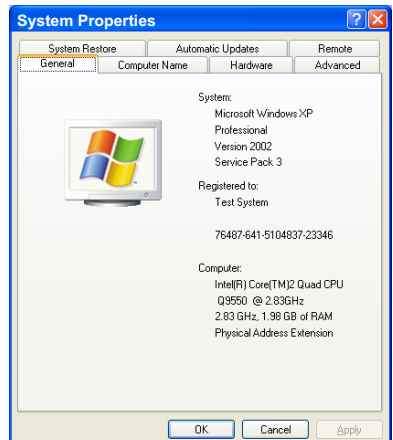 System Properties
System Restore Automatic Updates Remote
General Computer Name Hardware Advanced
System:
Microsoft Windows XP
Professional
Version 2002
Service Pack 3
Registered to:
Test System
76487-641-5104837-23346
Computer:
Intel(R) Core(TM)2 Quad CPU
Q9550 @ 2.83GHz
2.83 GHz, 1.98 GB of RAM
Physical Address Extension
OK Cancel Apply